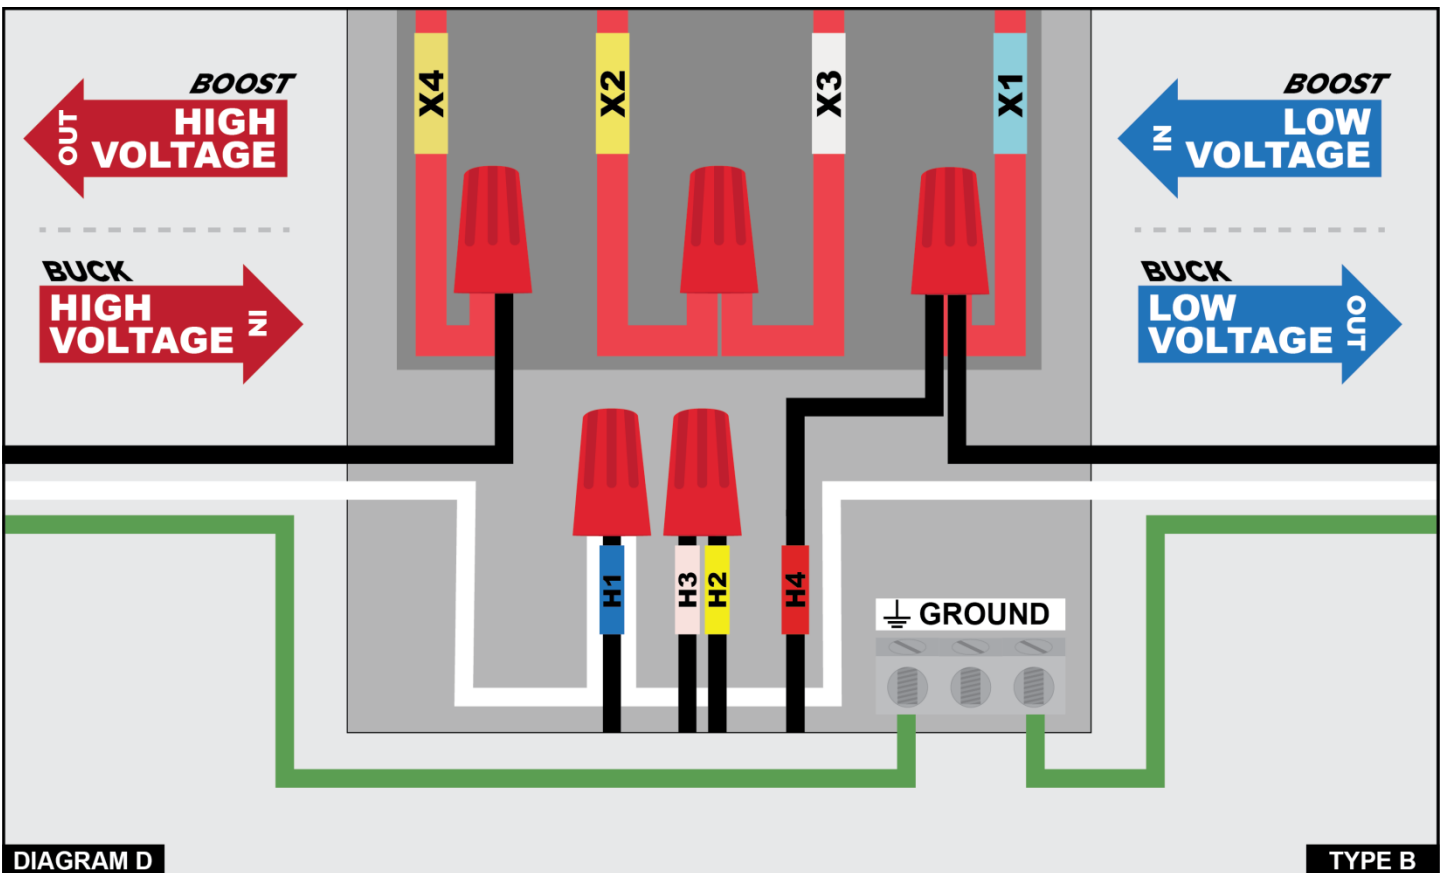 X4
X2
X3
X1
BOOST
OUT
HIGH
VOLTAGE
BUCK
HIGH
VOLTAGE
IN
BOOST
IN
LOW
VOLTAGE
BUCK
LOW
VOLTAGE
OUT
H1
H3
H2
H4
GROUND
DIAGRAM D
TYPE B